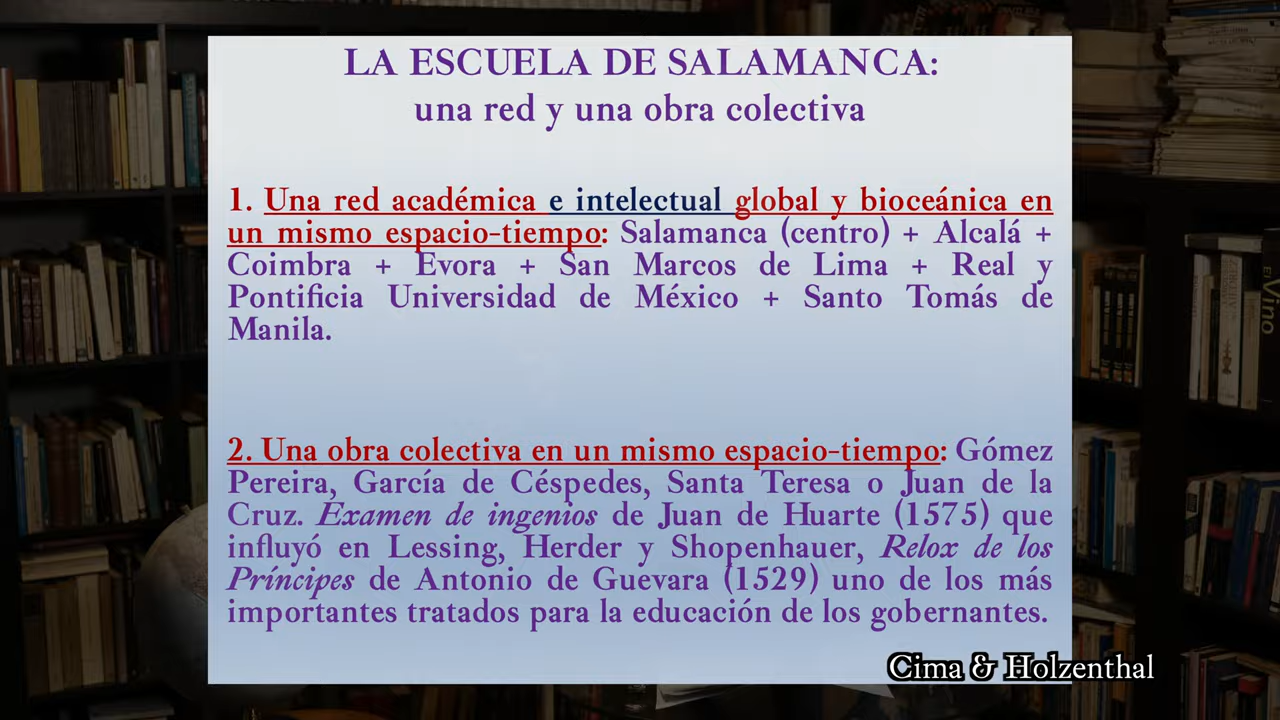 LA ESCUELA DE SALAMANCA:
una red y una obra colectiva
1. Una red académica e intelectual global y bioceánica en
un mismo espacio-tiempo: Salamanca (centro) + Alcalá +
Coimbra + Evora + San Marcos de Lima + Real y
Pontificia Universidad de México + Santo Tomás de
Manila.
2. Una obra colectiva en un mismo espacio-tiempo: Gómez
Pereira, García de Céspedes, Santa Teresa o Juan de la
Cruz. Examen de ingenios de Juan de Huarte (1575) que
influyó en Lessing, Herder y Shopenhauer, Relox de los
Príncipes de Antonio de Guevara (1529) uno de los más
importantes tratados para la educación de los gobernantes.
Cima & Holzenthal
El Vino